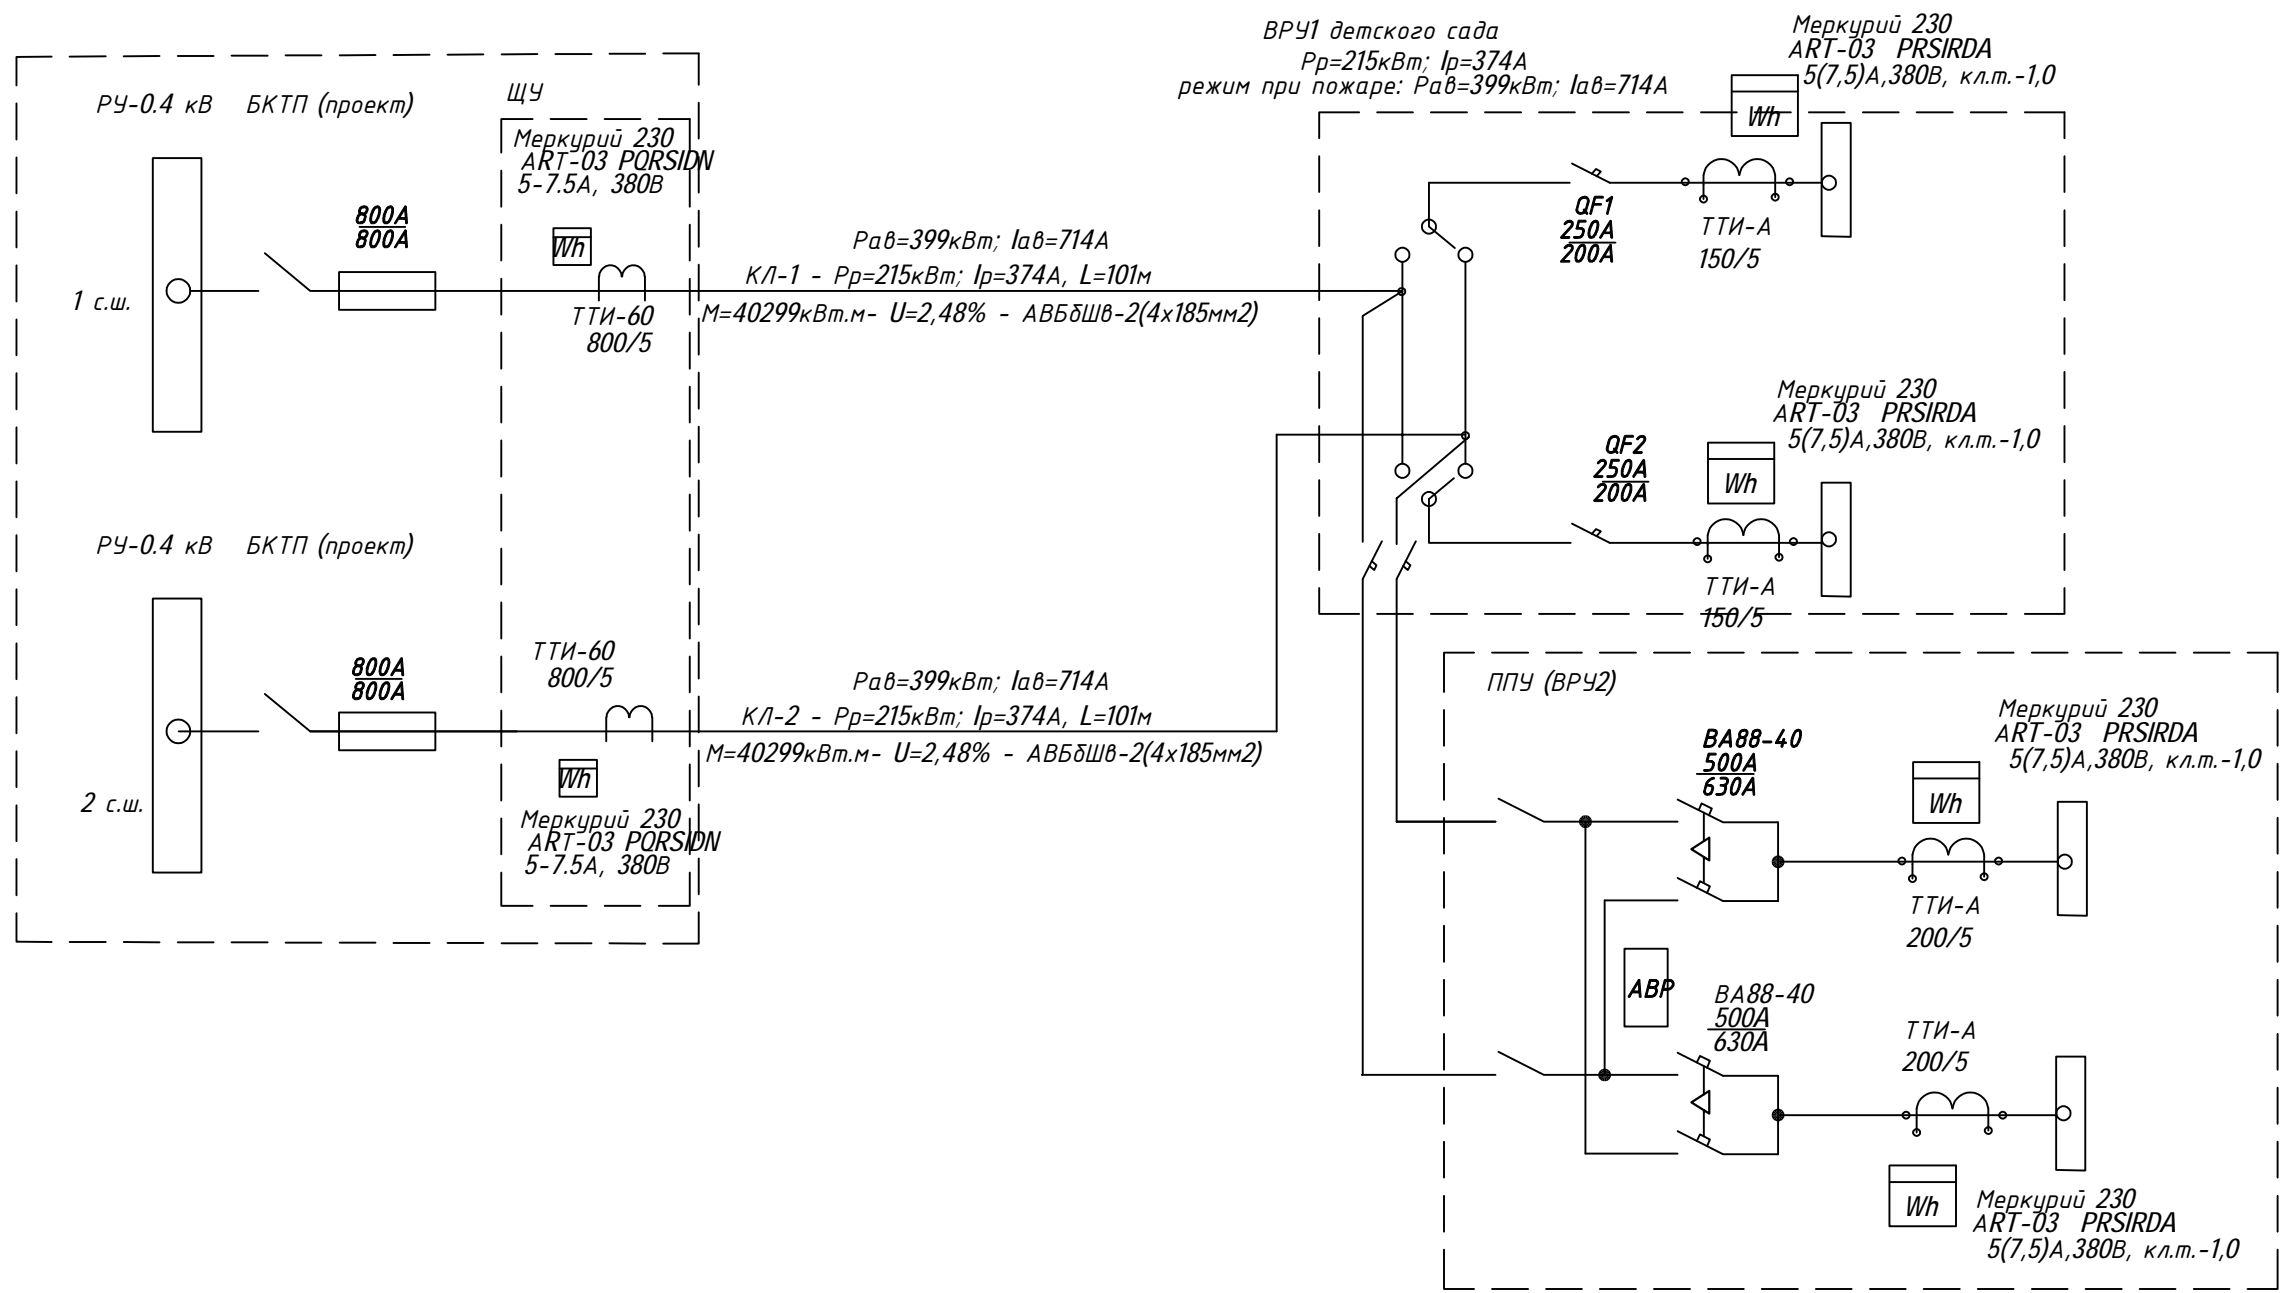 РУ-0.4 кВ БКТП (проект)
ЩУ
Меркурий 230
ART-03 PQRSIDN
5-7.5А, 380В
800А
800А
Wh
1 с.ш.
ТТИ-60
800/5
Рав=399кВт; Iав=714А
КЛ-1 - Рр=215кВт; Iр=374А, L=101м
М=40299кВт.м- U=2,48% - АВБбШв-2(4х185мм2)
ВРУ1 детского сада
Рр=215кВт; Iр=374А
режим при пожаре: Рав=399кВт; Iав=714А
Меркурий 230
ART-03 PRSIRDA
5(7,5)А,380В, кл.т.-1,0
Wh
QF1
250А
200А
ТТИ-А
150/5
Меркурий 230
ART-03 PRSIRDA
5(7,5)А,380В, кл.т.-1,0
QF2
250А
200А
Wh
ТТИ-А
150/5
РУ-0.4 кВ БКТП (проект)
800А
800А
ТТИ-60
800/5
2 с.ш.
Wh
Меркурий 230
ART-03 PQRSIDN
5-7.5А, 380В
Рав=399кВт; Iав=714А
КЛ-2 - Рр=215кВт; Iр=374А, L=101м
М=40299кВт.м- U=2,48% - АВБбШв-2(4х185мм2)
ППУ (ВРУ2)
ВА88-40
500А
630А
Меркурий 230
ART-03 PRSIRDA
5(7,5)А,380В, кл.т.-1,0
Wh
ТТИ-А
200/5
АВР
ВА88-40
500А
630А
ТТИ-А
200/5
Wh
Меркурий 230
ART-03 PRSIRDA
5(7,5)А,380В, кл.т.-1,0